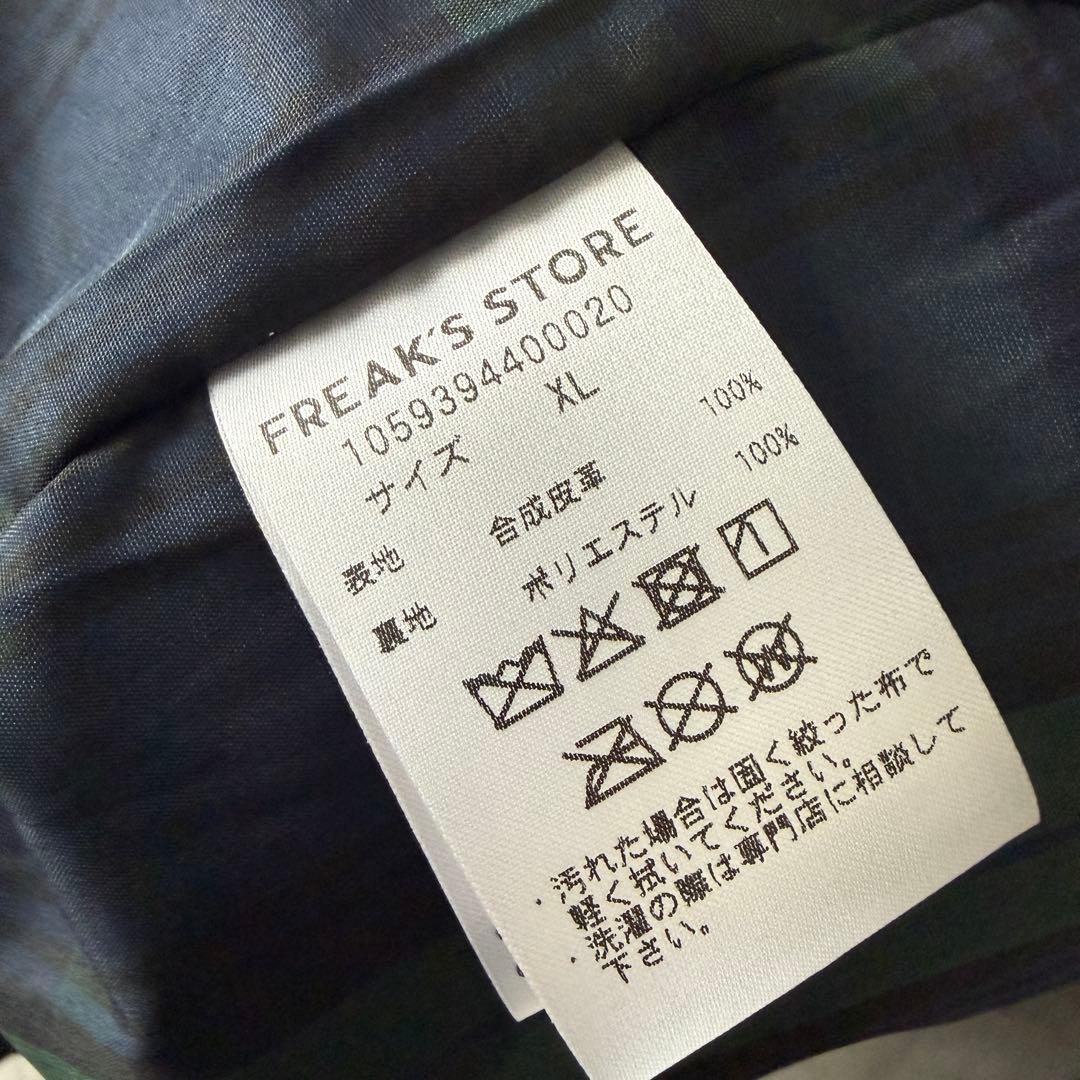 FREAK'S STORE
1059394400020
サイズ XL
表地 合成皮革 100%
裏地 ポリエステル 100%
・汚れた場合は固く絞った布で
軽く拭いてください。
・洗濯の際は専門店に相談して
下さい。